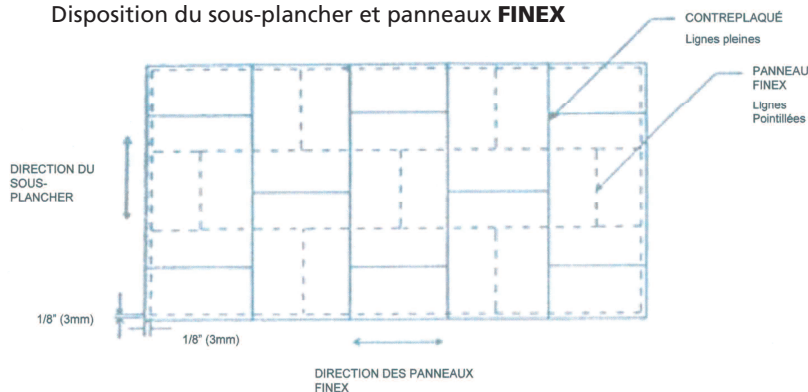 Disposition du sous-plancher et panneaux FINEX
CONTREPLAQUÉ
Lignes pleines
PANNEAU
FINEX
Lignes
Pointillées
DIRECTION DU
SOUS-
PLANCHER
1/8" (3mm)
1/8" (3mm)
DIRECTION DES PANNEAUX
FINEX